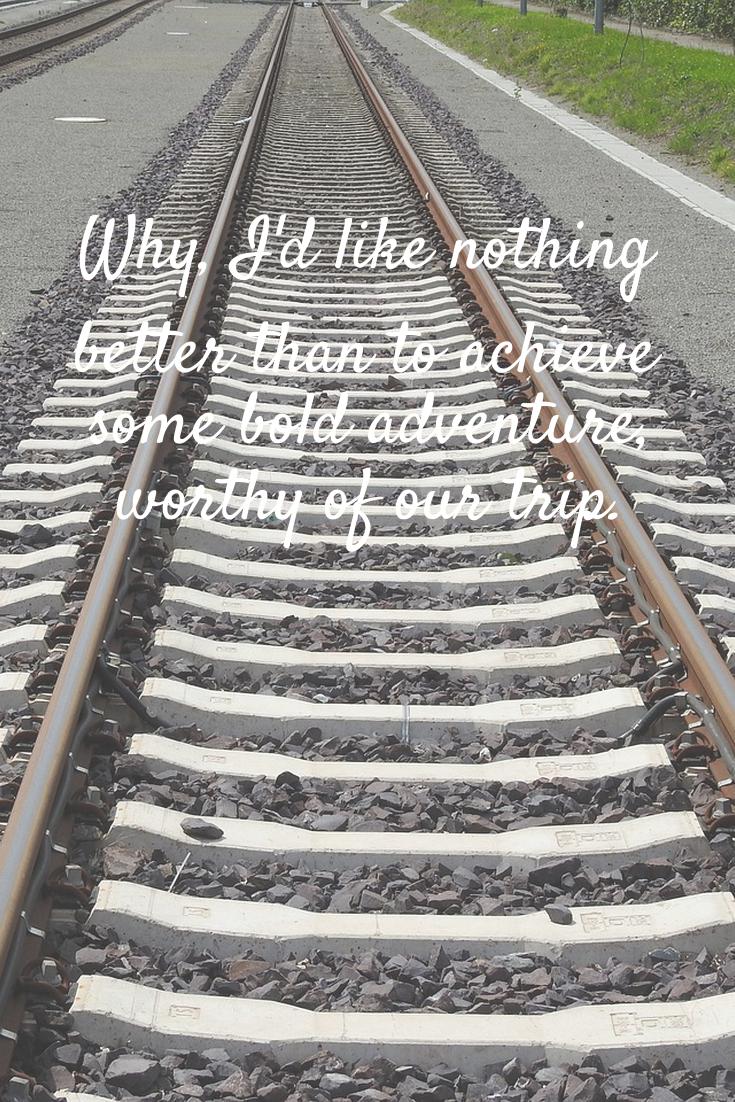 Why, I'd like nothing
better than to achieve
some bold adventure,
worthy of our trip.